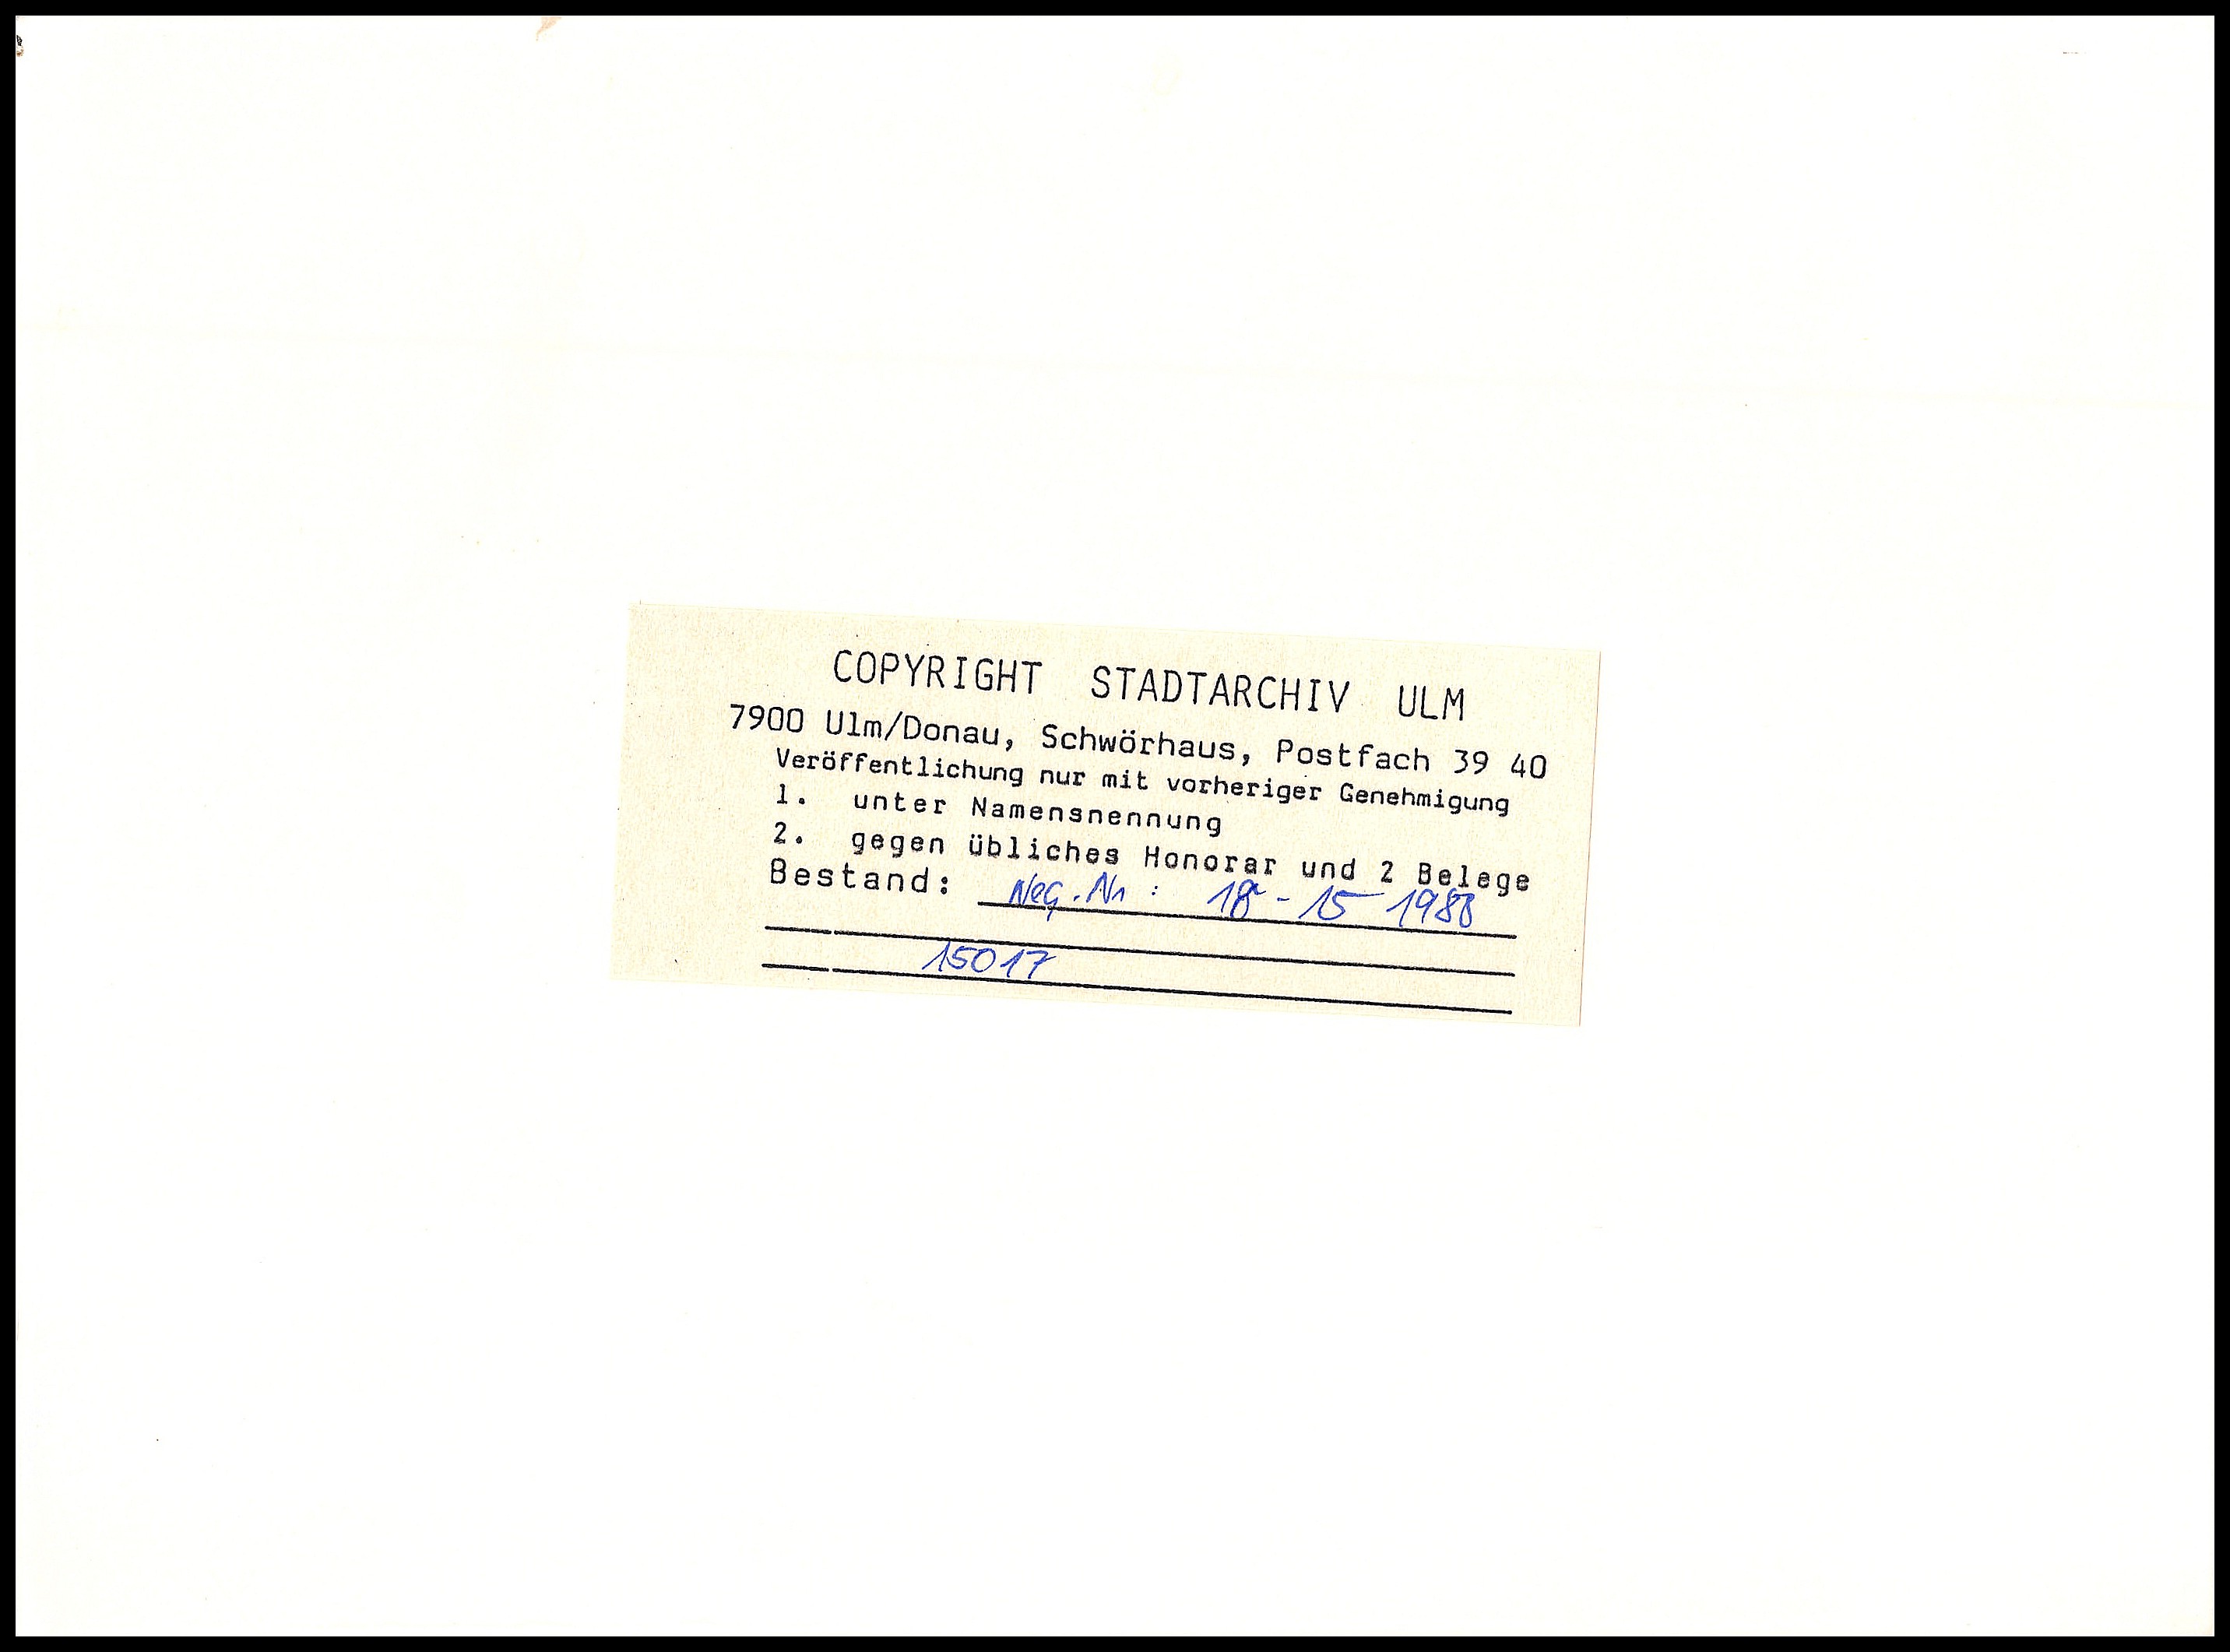 COPYRIGHT STADTARCHIV ULM
7900 Ulm/Donau, Schwörhaus, Postfach 39 40
Veröffentlichung nur mit vorheriger Genehmigung
1. unter Namensnennung
2. gegen übliches Honorar und 2 Belege
Bestand: Neg.-Nr: 18 - 15 1988
15017